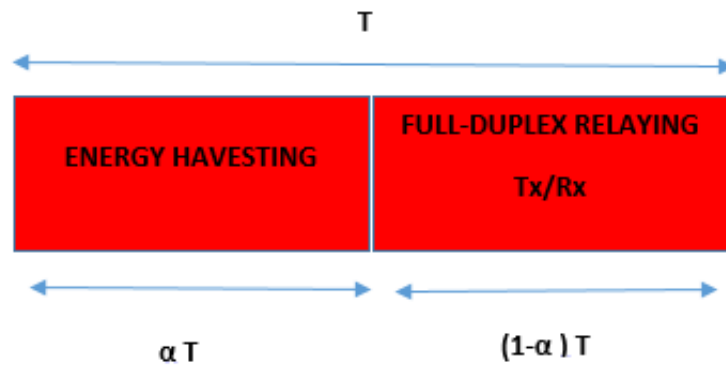 T
ENERGY HAVESTING
FULL-DUPLEX RELAYING
Tx/Rx
α T
(1-α ) T